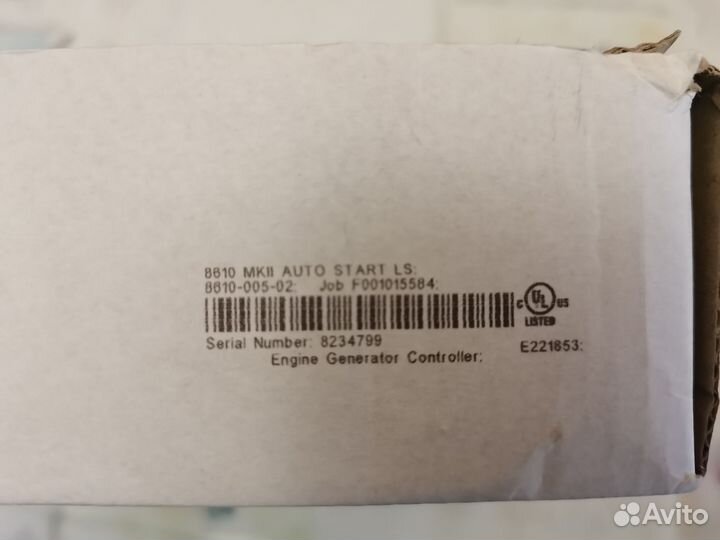 8610 MKII AUTO START LS:
8610-005-02: Job F001015584:
C UL US
LISTED
Serial Number: 8234799
E221853:
Engine Generator Controller:
Avito